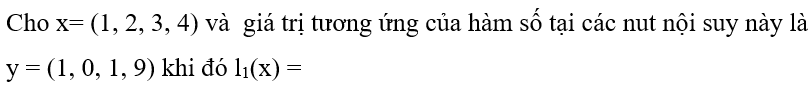 Cho x= (1, 2, 3, 4) và giá trị tương ứng của hàm số tại các nut nội suy này là
y = (1, 0, 1, 9) khi đó l₁(x) =